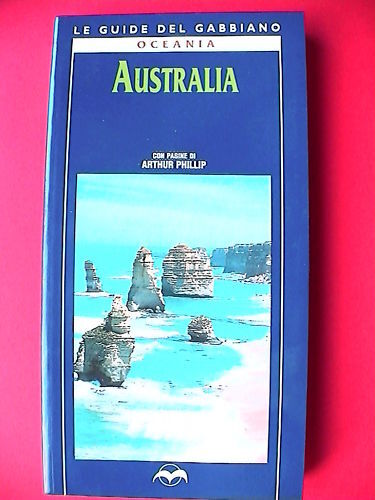 LE GUIDE DEL GABBIANO
OCEANIA
AUSTRALIA
CON PAGINE DI
ARTHUR PHILLIP